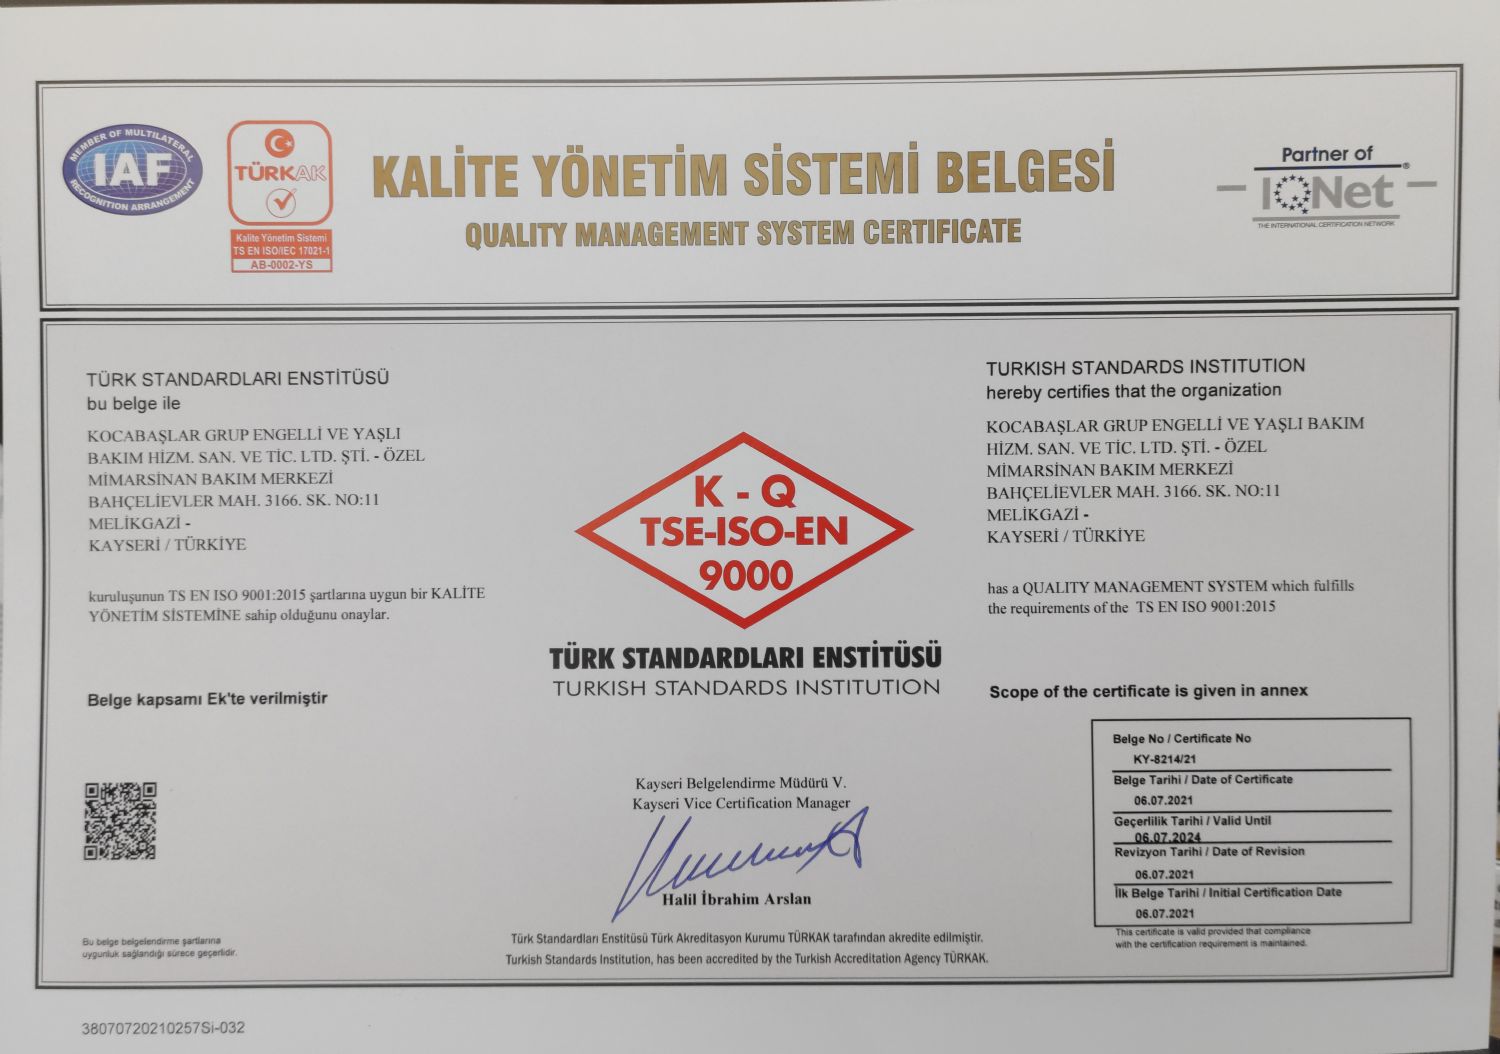 MEMBER OF MULTILATERAL
IAF
RECOGNITION ARRANGEMENT
TÜRKAK
Kalite Yönetim Sistemi
TS EN ISO/IEC 17021-1
AB-0002-YS
KALİTE YÖNETİM SİSTEMİ BELGESİ
QUALITY MANAGEMENT SYSTEM CERTIFICATE
Partner of
IQNet ®
THE INTERNATIONAL CERTIFICATION NETWORK
TÜRK STANDARDLARI ENSTİTÜSÜ
bu belge ile
KOCABAŞLAR GRUP ENGELLİ VE YAŞLI
BAKIM HİZM. SAN. VE TİC. LTD. ŞTİ. - ÖZEL
MİMARSİNAN BAKIM MERKEZİ
BAHÇELİEVLER MAH. 3166. SK. NO:11
MELİKGAZİ -
KAYSERİ / TÜRKİYE
kuruluşunun TS EN ISO 9001:2015 şartlarına uygun bir KALİTE
YÖNETİM SİSTEMİNE sahip olduğunu onaylar.
Belge kapsamı Ek'te verilmiştir
K - Q
TSE-ISO-EN
9000
TÜRK STANDARDLARI ENSTİTÜSÜ
TURKISH STANDARDS INSTITUTION
TURKISH STANDARDS INSTITUTION
hereby certifies that the organization
KOCABAŞLAR GRUP ENGELLİ VE YAŞLI BAKIM
HİZM. SAN. VE TİC. LTD. ŞTİ. - ÖZEL
MİMARSİNAN BAKIM MERKEZİ
BAHÇELİEVLER MAH. 3166. SK. NO:11
MELİKGAZİ -
KAYSERİ / TÜRKİYE
has a QUALITY MANAGEMENT SYSTEM which fulfills
the requirements of the TS EN ISO 9001:2015
Scope of the certificate is given in annex
Kayseri Belgelendirme Müdürü V.
Kayseri Vice Certification Manager
Halil İbrahim Arslan
Belge No / Certificate No
KY-8214/21
Belge Tarihi / Date of Certificate
06.07.2021
Geçerlilik Tarihi / Valid Until
06.07.2024
Revizyon Tarihi / Date of Revision
06.07.2021
İlk Belge Tarihi / Initial Certification Date
06.07.2021
This certificate is valid provided that compliance
with the certification requirement is maintained.
Bu belge belgelendirme şartlarına
uygunluk sağlandığı sürece geçerlidir.
Türk Standardları Enstitüsü Türk Akreditasyon Kurumu TÜRKAK tarafından akredite edilmiştir.
Turkish Standards Institution, has been accredited by the Turkish Accreditation Agency TÜRKAK.
38070720210257Si-032